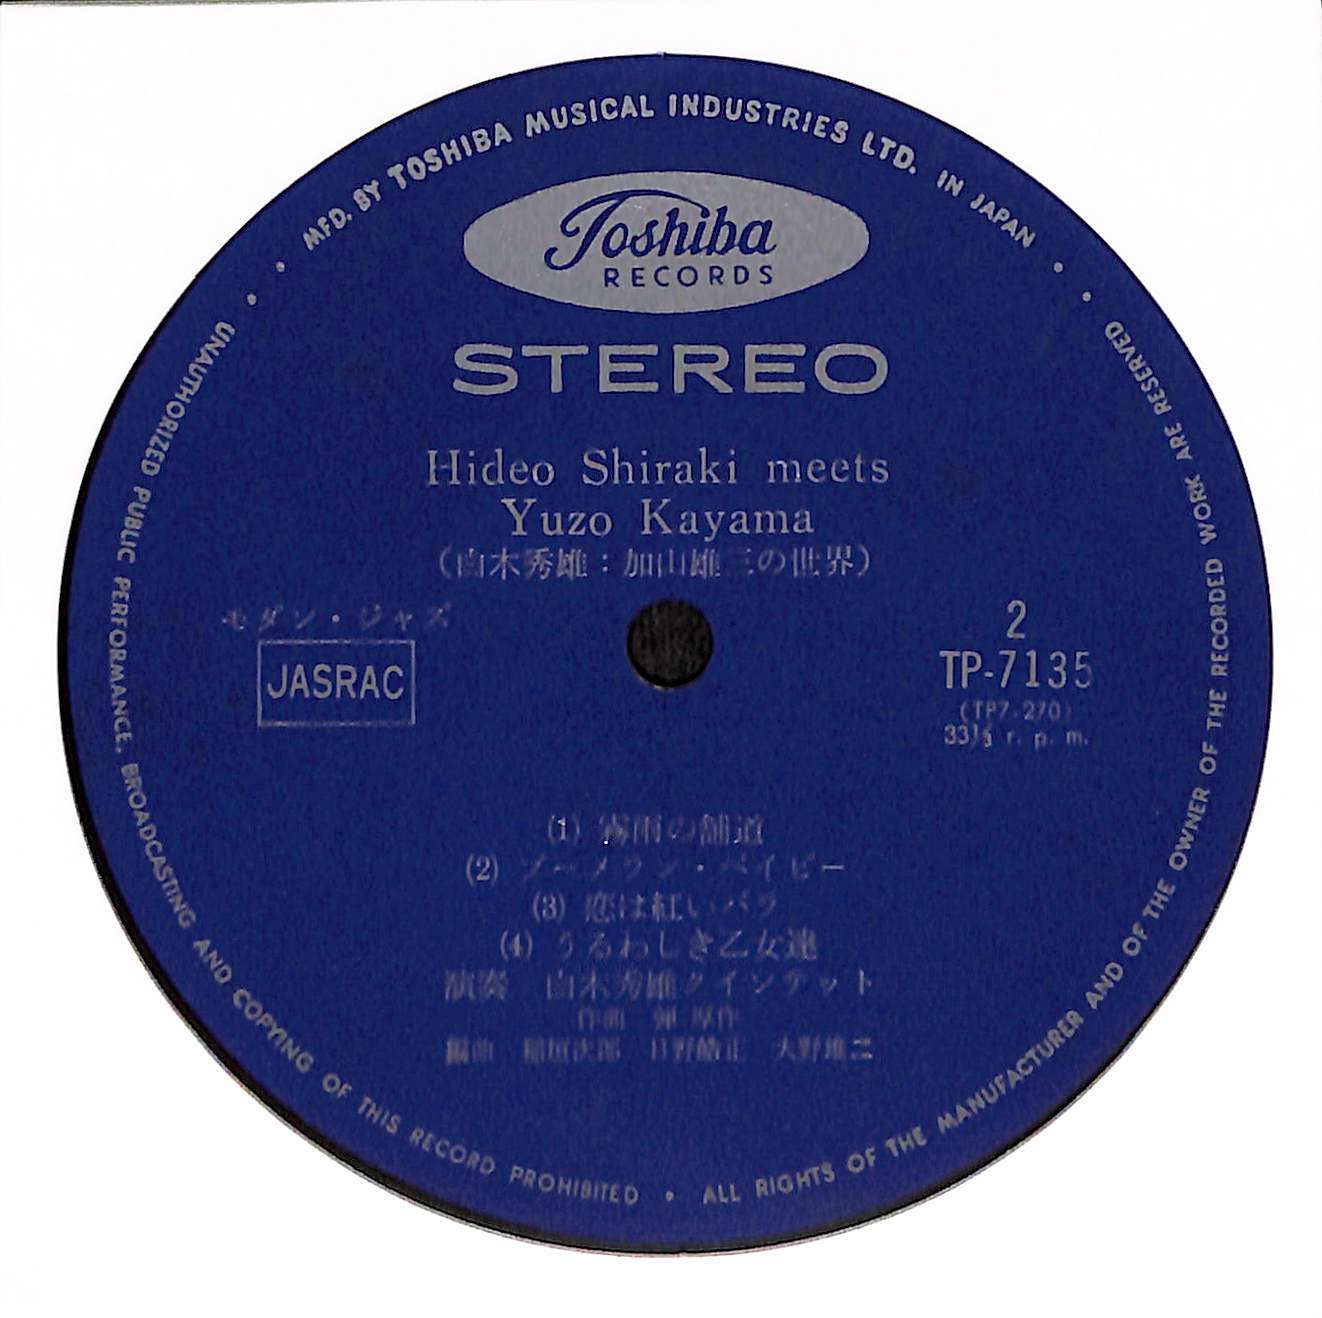 MFD. BY TOSHIBA MUSICAL INDUSTRIES LTD. IN JAPAN
Toshiba
RECORDS
STEREO
Hideo Shiraki meets
Yuzo Kayama
(白木秀雄：加山雄三の世界)
モダン・ジャズ
JASRAC
2
TP-7135
(TP7-270)
33⅓ r. p. m.
(1) 霧雨の舗道
(2) ブーメラン・ベイビー
(3) 恋は紅いバラ
(4) うるわしき乙女達
演奏 白木秀雄クインテット
作曲 弾 厚作
編曲 稲垣次郎 日野皓正 大野雄二
UNAUTHORIZED PUBLIC PERFORMANCE, BROADCASTING AND COPYING OF THIS RECORD PROHIBITED • ALL RIGHTS OF THE MANUFACTURER AND OF THE OWNER OF THE RECORDED WORK ARE RESERVED